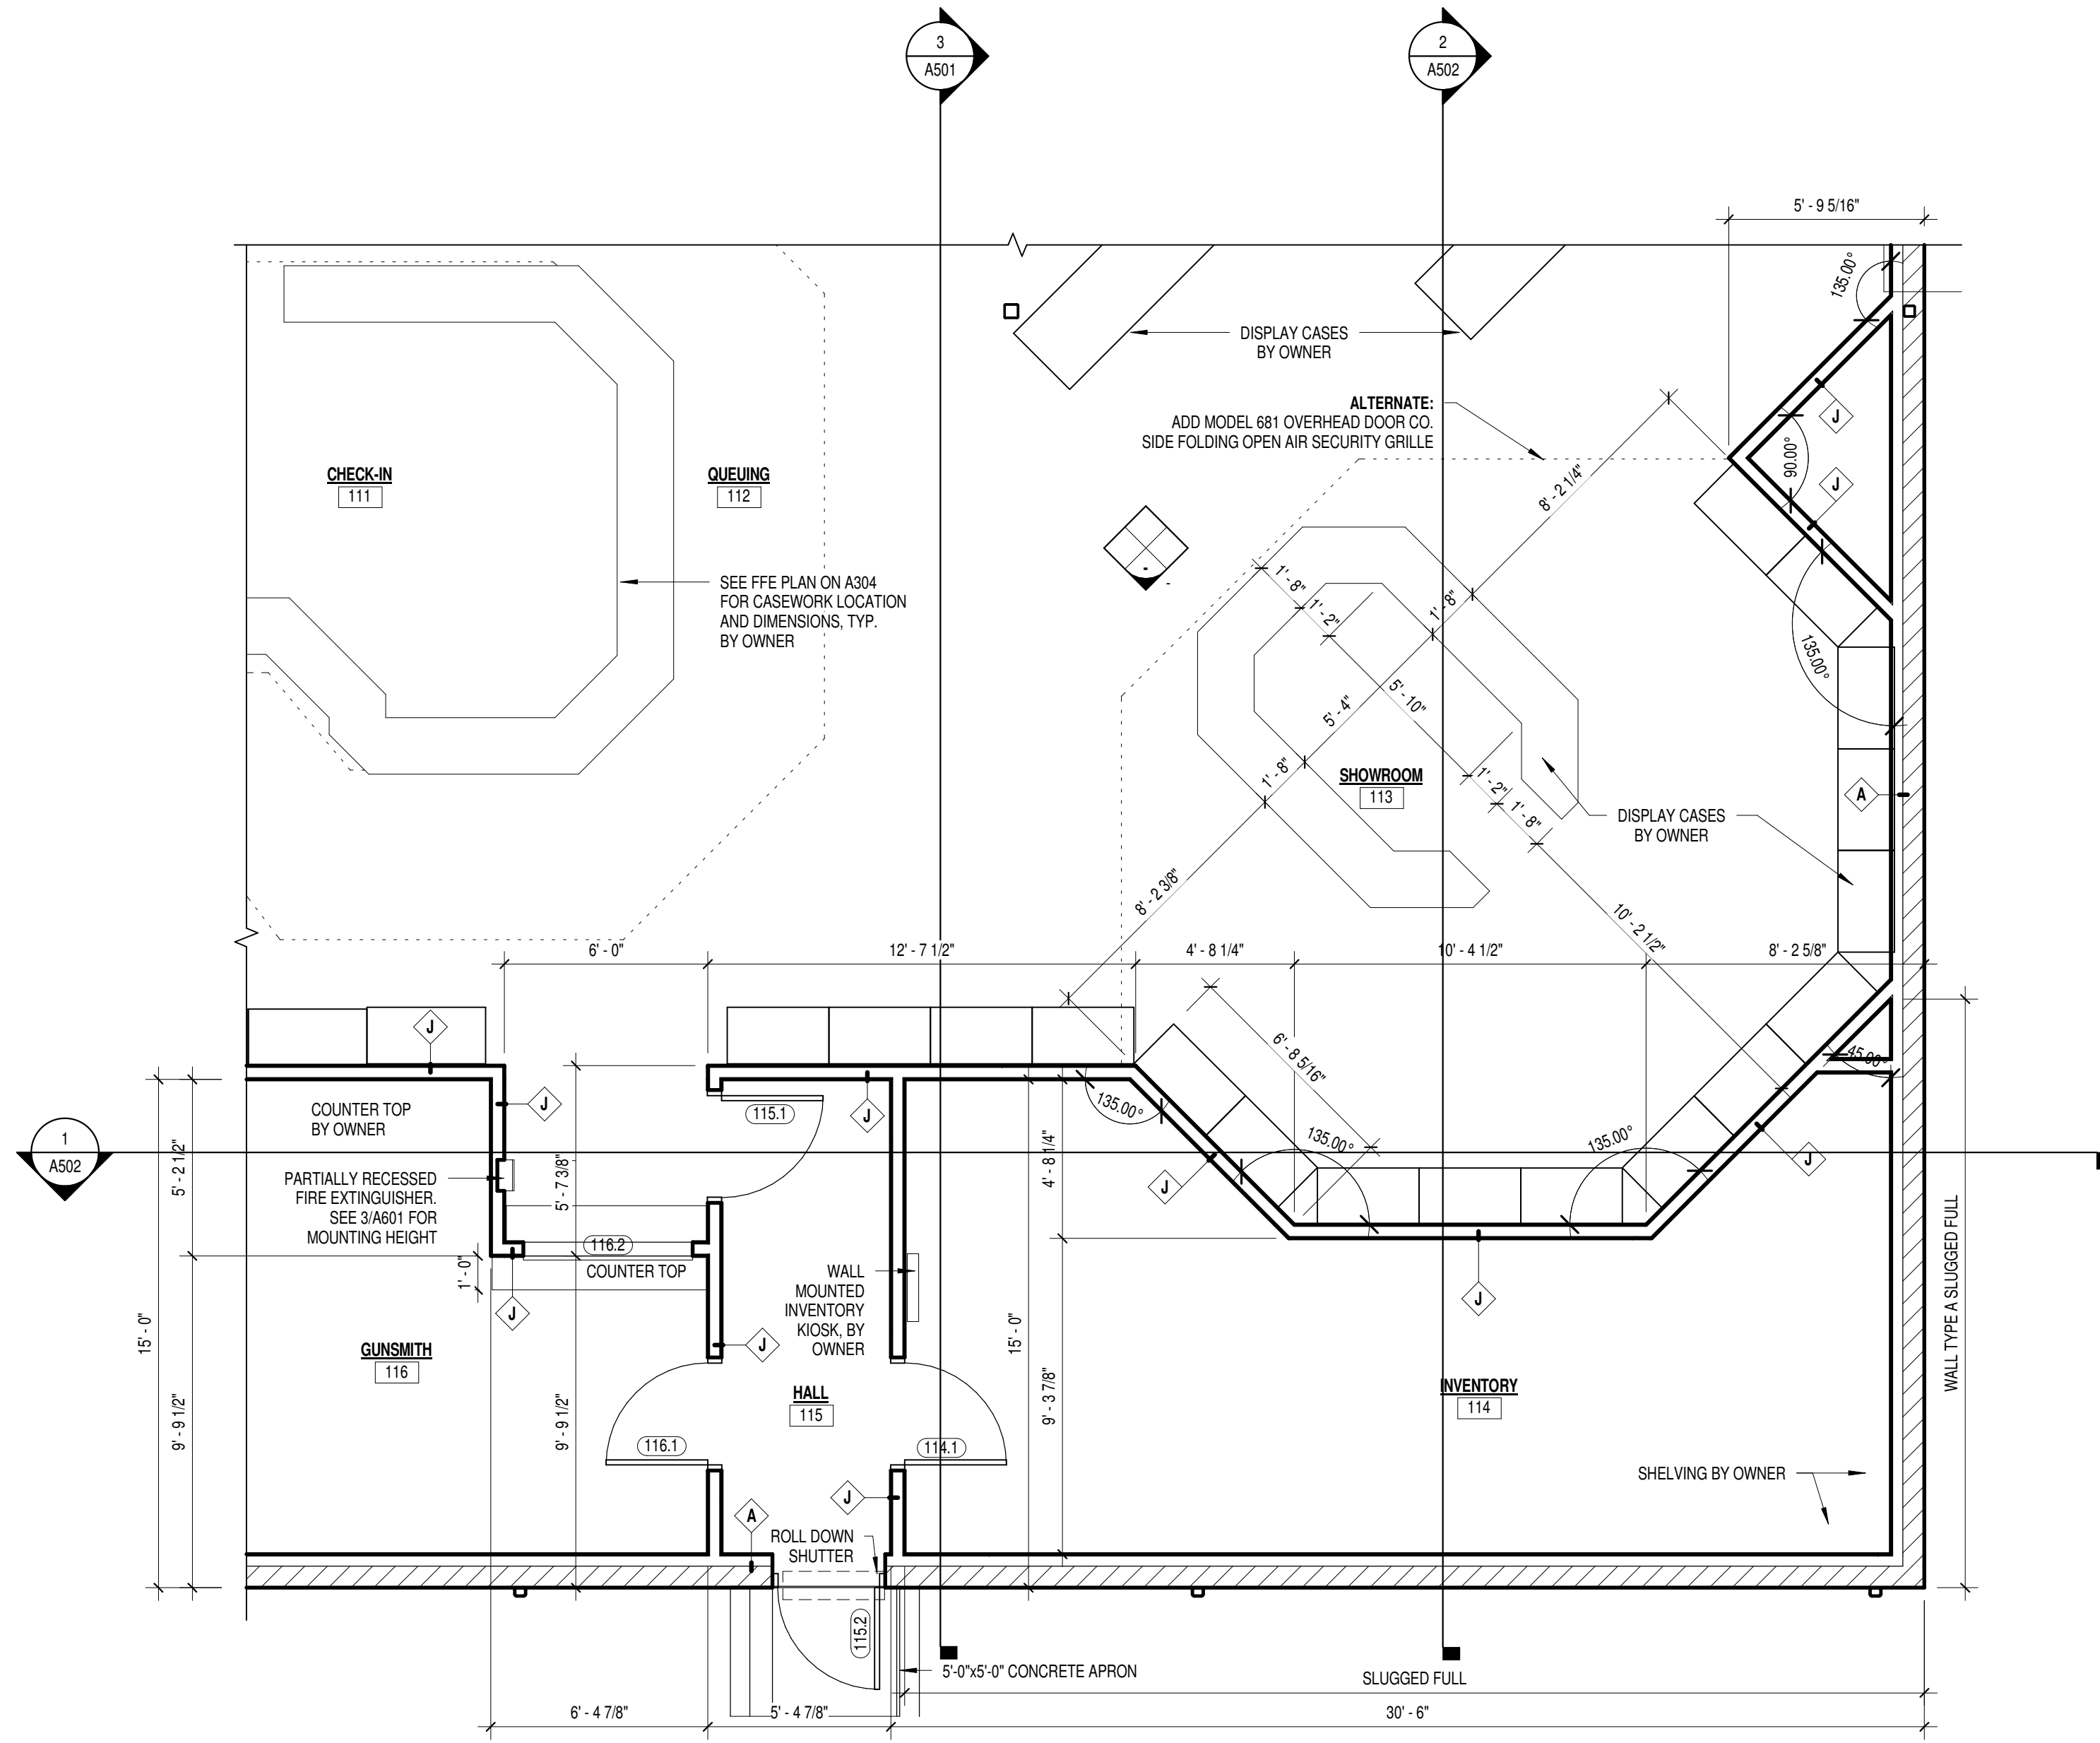 3
A501
2
A502
5' - 9 5/16"
135.00°
DISPLAY CASES
BY OWNER
ALTERNATE:
ADD MODEL 681 OVERHEAD DOOR CO.
SIDE FOLDING OPEN AIR SECURITY GRILLE
J
90.00°
J
8' - 2 1/4"
CHECK-IN
111
QUEUING
112
SEE FFE PLAN ON A304
FOR CASEWORK LOCATION
AND DIMENSIONS, TYP.
BY OWNER
-
-
1' - 8"
1' - 2"
1' - 8"
5' - 10"
5' - 4"
1' - 8"
135.00°
SHOWROOM
113
1' - 2"
1' - 8"
A
DISPLAY CASES
BY OWNER
8' - 2 3/8"
10' - 2 1/2"
6' - 0"
12' - 7 1/2"
4' - 8 1/4"
10' - 4 1/2"
8' - 2 5/8"
J
6' - 8 5/16"
45.00°
COUNTER TOP
BY OWNER
J
115.1
J
135.00°
135.00°
135.00°
1
A502
5' - 2 1/2"
PARTIALLY RECESSED
FIRE EXTINGUISHER.
SEE 3/A601 FOR
MOUNTING HEIGHT
5' - 7 3/8"
4' - 8 1/4"
J
J
116.2
COUNTER TOP
1' - 0"
J
WALL
MOUNTED
INVENTORY
KIOSK, BY
OWNER
J
WALL TYPE A SLUGGED FULL
15' - 0"
GUNSMITH
116
J
15' - 0"
HALL
115
INVENTORY
114
9' - 9 1/2"
9' - 9 1/2"
9' - 3 7/8"
116.1
114.1
SHELVING BY OWNER
J
A
ROLL DOWN
SHUTTER
115.2
5'-0"x5'-0" CONCRETE APRON
SLUGGED FULL
6' - 4 7/8"
5' - 4 7/8"
30' - 6"